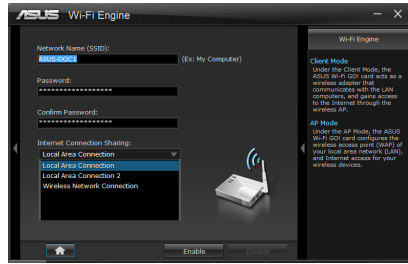 ASUS Wi-Fi Engine
Network Name (SSID):
ASUS-DOC1 (Ex: My Computer)
Password:
******************
Confirm Password:
******************
Internet Connection Sharing:
Local Area Connection
Local Area Connection
Local Area Connection 2
Wireless Network Connection
Enable
Disable
Wi-Fi Engine
Client Mode
Under the Client Mode, the
ASUS Wi-Fi GO! card acts as a
wireless adapter that
communicates with the LAN
computers, and gains access
to the Internet through the
wireless AP.
AP Mode
Under the AP Mode, the ASUS
Wi-Fi GO! card configures the
wireless access point (WAP) of
your local area network (LAN),
and Internet access for your
wireless devices.